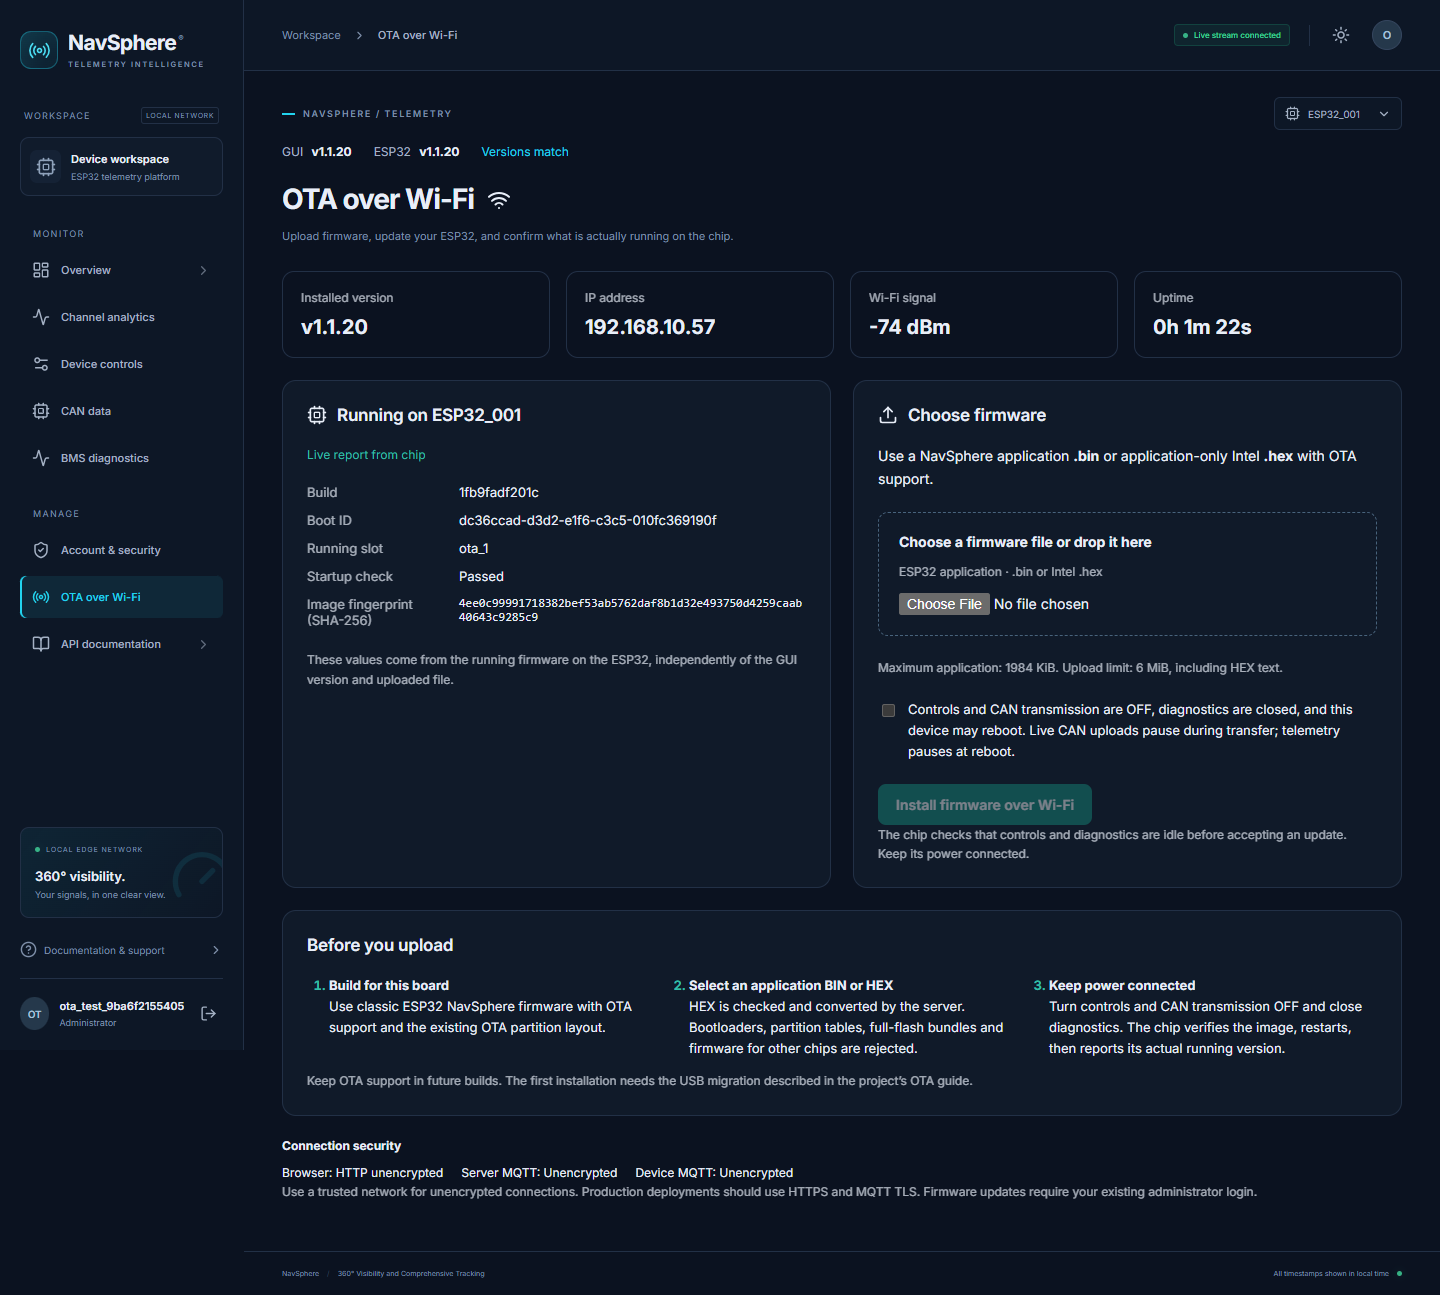 NavSphere®
TELEMETRY INTELLIGENCE
WORKSPACE
LOCAL NETWORK
Device workspace
ESP32 telemetry platform
MONITOR
Overview
Channel analytics
Device controls
CAN data
BMS diagnostics
MANAGE
Account & security
OTA over Wi-Fi
API documentation
LOCAL EDGE NETWORK
360° visibility.
Your signals, in one clear view.
Documentation & support
OT
ota_test_9ba6f2155405
Administrator
Workspace
OTA over Wi-Fi
Live stream connected
O
NAVSPHERE / TELEMETRY
ESP32_001
GUI v1.1.20 ESP32 v1.1.20 Versions match
OTA over Wi-Fi
Upload firmware, update your ESP32, and confirm what is actually running on the chip.
Installed version
v1.1.20
IP address
192.168.10.57
Wi-Fi signal
-74 dBm
Uptime
0h 1m 22s
Running on ESP32_001
Live report from chip
Build 1fb9fadf201c
Boot ID dc36ccad-d3d2-e1f6-c3c5-010fc369190f
Running slot ota_1
Startup check Passed
Image fingerprint
(SHA-256)
4ee0c99991718382bef53ab5762daf8b1d32e493750d4259caab
40643c9285c9
These values come from the running firmware on the ESP32, independently of the GUI
version and uploaded file.
Choose firmware
Use a NavSphere application .bin or application-only Intel .hex with OTA
support.
Choose a firmware file or drop it here
ESP32 application · .bin or Intel .hex
Choose File No file chosen
Maximum application: 1984 KiB. Upload limit: 6 MiB, including HEX text.
Controls and CAN transmission are OFF, diagnostics are closed, and this
device may reboot. Live CAN uploads pause during transfer; telemetry
pauses at reboot.
Install firmware over Wi-Fi
The chip checks that controls and diagnostics are idle before accepting an update.
Keep its power connected.
Before you upload
1. Build for this board
Use classic ESP32 NavSphere firmware with OTA
support and the existing OTA partition layout.
2. Select an application BIN or HEX
HEX is checked and converted by the server.
Bootloaders, partition tables, full-flash bundles and
firmware for other chips are rejected.
3. Keep power connected
Turn controls and CAN transmission OFF and close
diagnostics. The chip verifies the image, restarts,
then reports its actual running version.
Keep OTA support in future builds. The first installation needs the USB migration described in the project's OTA guide.
Connection security
Browser: HTTP unencrypted Server MQTT: Unencrypted Device MQTT: Unencrypted
Use a trusted network for unencrypted connections. Production deployments should use HTTPS and MQTT TLS. Firmware updates require your existing administrator login.
NavSphere / 360° Visibility and Comprehensive Tracking
All timestamps shown in local time